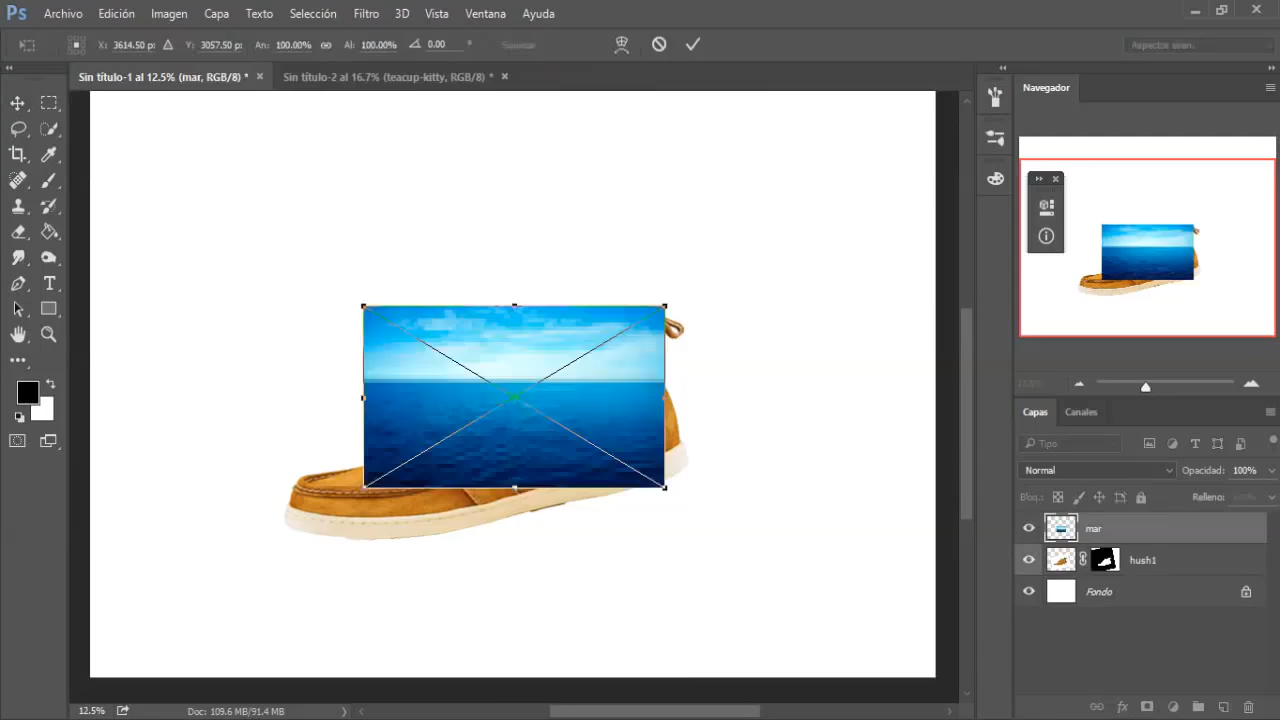 Ps Archivo Edición Imagen Capa Texto Selección Filtro 3D Vista Ventana Ayuda
X: 3614.50 p: Y: 3057.50 p: An: 100.00% Al: 100.00% 0.00 °
Sin título-1 al 12.5% (mar, RGB/8) * × Sin título-2 al 16.7% (teacup-kitty, RGB/8) * ×
Navegador
Capas Canales
Tipo
Normal Opacidad: 100%
Bloq.: Relleno:
mar
hush1
Fondo
T
12.5% Doc: 109.6 MB/91.4 MB
fx